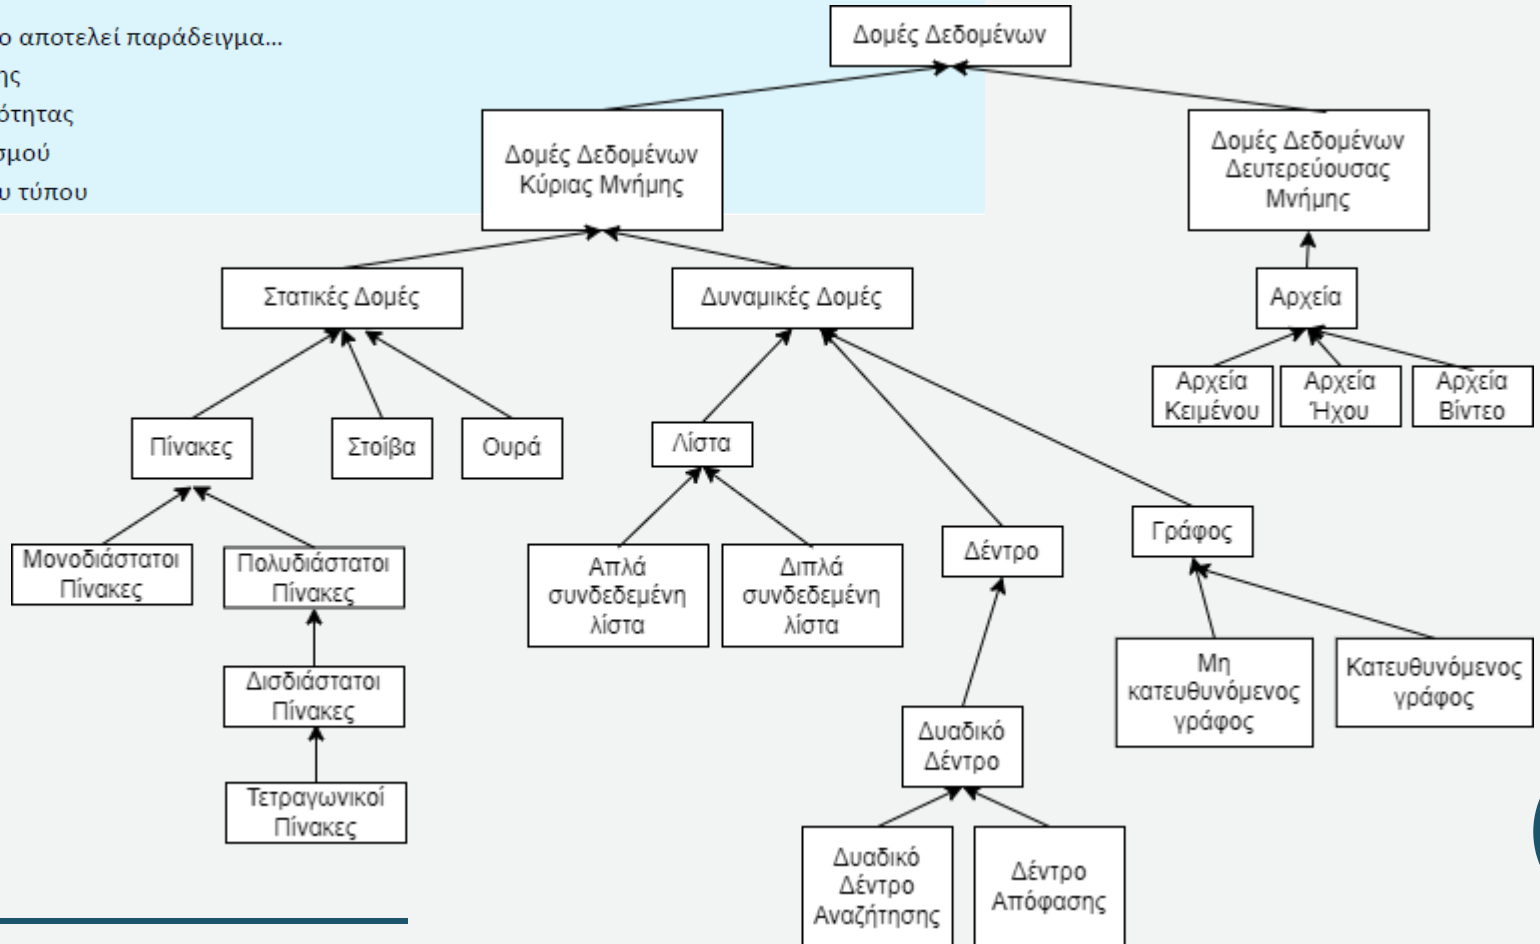 ο αποτελεί παράδειγμα...
ης
ότητας
σμού
υ τύπου
Δομές Δεδομένων
Δομές Δεδομένων
Κύριας Μνήμης
Δομές Δεδομένων
Δευτερεύουσας
Μνήμης
Στατικές Δομές
Δυναμικές Δομές
Αρχεία
Αρχεία
Κειμένου
Αρχεία
Ήχου
Αρχεία
Βίντεο
Πίνακες
Στοίβα
Ουρά
Λίστα
Δέντρο
Γράφος
Μονοδιάστατοι
Πίνακες
Πολυδιάστατοι
Πίνακες
Απλά
συνδεδεμένη
λίστα
Διπλά
συνδεδεμένη
λίστα
Δισδιάστατοι
Πίνακες
Μη
κατευθυνόμενος
γράφος
Κατευθυνόμενος
γράφος
Δυαδικό
Δέντρο
Τετραγωνικοί
Πίνακες
Δυαδικό
Δέντρο
Αναζήτησης
Δέντρο
Απόφασης